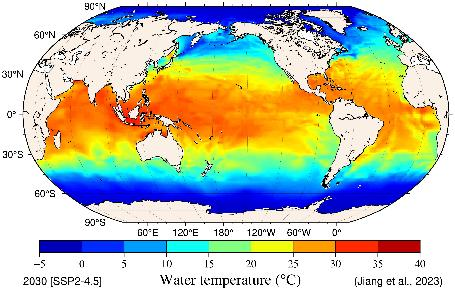 90°N
60°N
30°N
0°
30°S
60°S
90°S
60°E 120°E 180° 120°W 60°W 0°
−5 0 5 10 15 20 25 30 35 40
2030 [SSP2-4.5] Water temperature (°C) (Jiang et al., 2023)